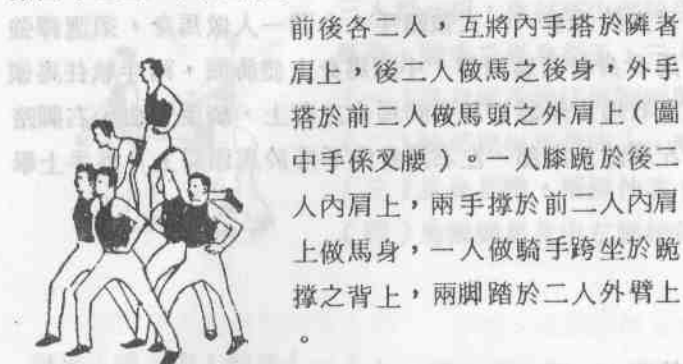 前後各二人，互將內手搭於隣者
肩上，後二人做馬之後身，外手
搭於前二人做馬頭之外肩上（圖
中手係叉腰）。一人膝跪於後二
人內肩上，兩手撐於前二人內肩
上做馬身，一人做騎手跨坐於跪
撐之背上，兩脚踏於二人外臂上
。